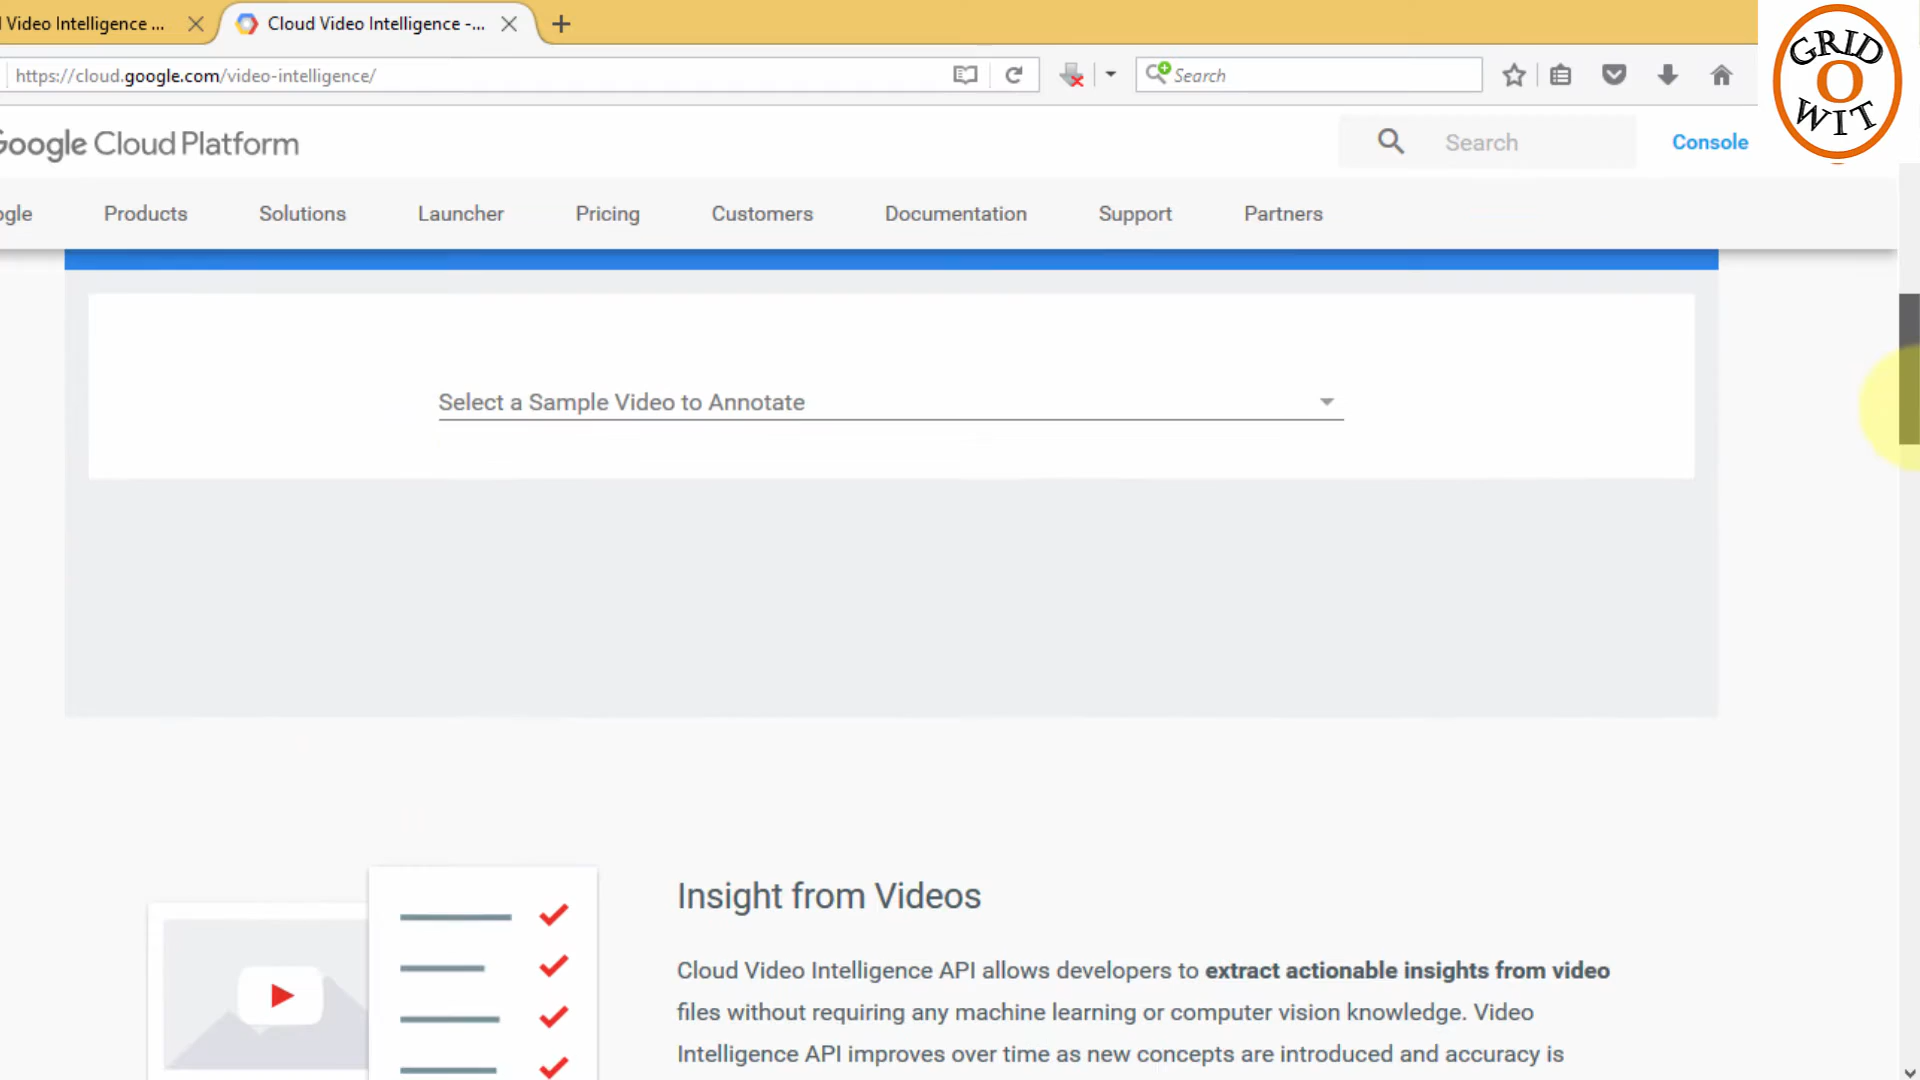 Video Intelligence ...
Cloud Video Intelligence -...
https://cloud.google.com/video-intelligence/
Search
GRID
O
WIT
Google Cloud Platform
Search
Console
ogle
Products
Solutions
Launcher
Pricing
Customers
Documentation
Support
Partners
Select a Sample Video to Annotate
Insight from Videos
Cloud Video Intelligence API allows developers to extract actionable insights from video
files without requiring any machine learning or computer vision knowledge. Video
Intelligence API improves over time as new concepts are introduced and accuracy is